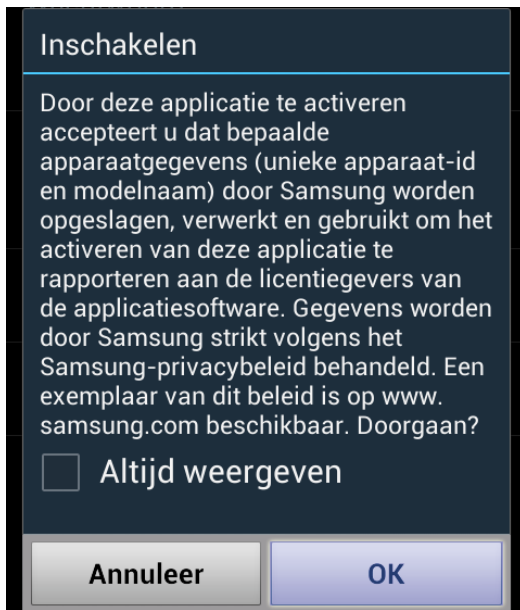 Inschakelen
Door deze applicatie te activeren
accepteert u dat bepaalde
apparaatgegevens (unieke apparaat-id
en modelnaam) door Samsung worden
opgeslagen, verwerkt en gebruikt om het
activeren van deze applicatie te
rapporteren aan de licentiegevers van
de applicatiesoftware. Gegevens worden
door Samsung strikt volgens het
Samsung-privacybeleid behandeld. Een
exemplaar van dit beleid is op www.
samsung.com beschikbaar. Doorgaan?
Altijd weergeven
Annuleer
OK